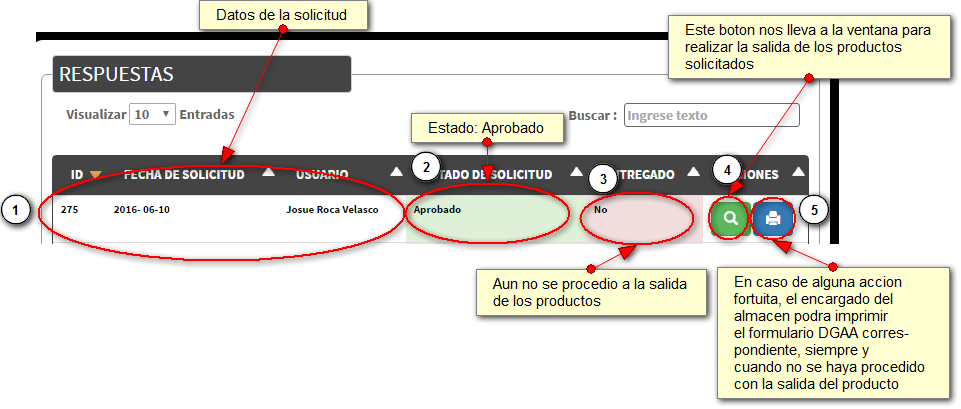 Datos de la solicitud
Este boton nos lleva a la ventana para
realizar la salida de los productos
solicitados
RESPUESTAS
Visualizar 10 Entradas
Buscar : Ingrese texto
Estado: Aprobado
ID FECHA DE SOLICITUD USUARIO TADO DE SOLICITUD TREGADO IONES
2 3 4
1 275 2016- 06-10 Josue Roca Velasco Aprobado No 5
Aun no se procedio a la salida
de los productos
En caso de alguna accion
fortuita, el encargado del
almacen podra imprimir
el formulario DGAA corres-
pondiente, siempre y
cuando no se haya procedido
con la salida del producto